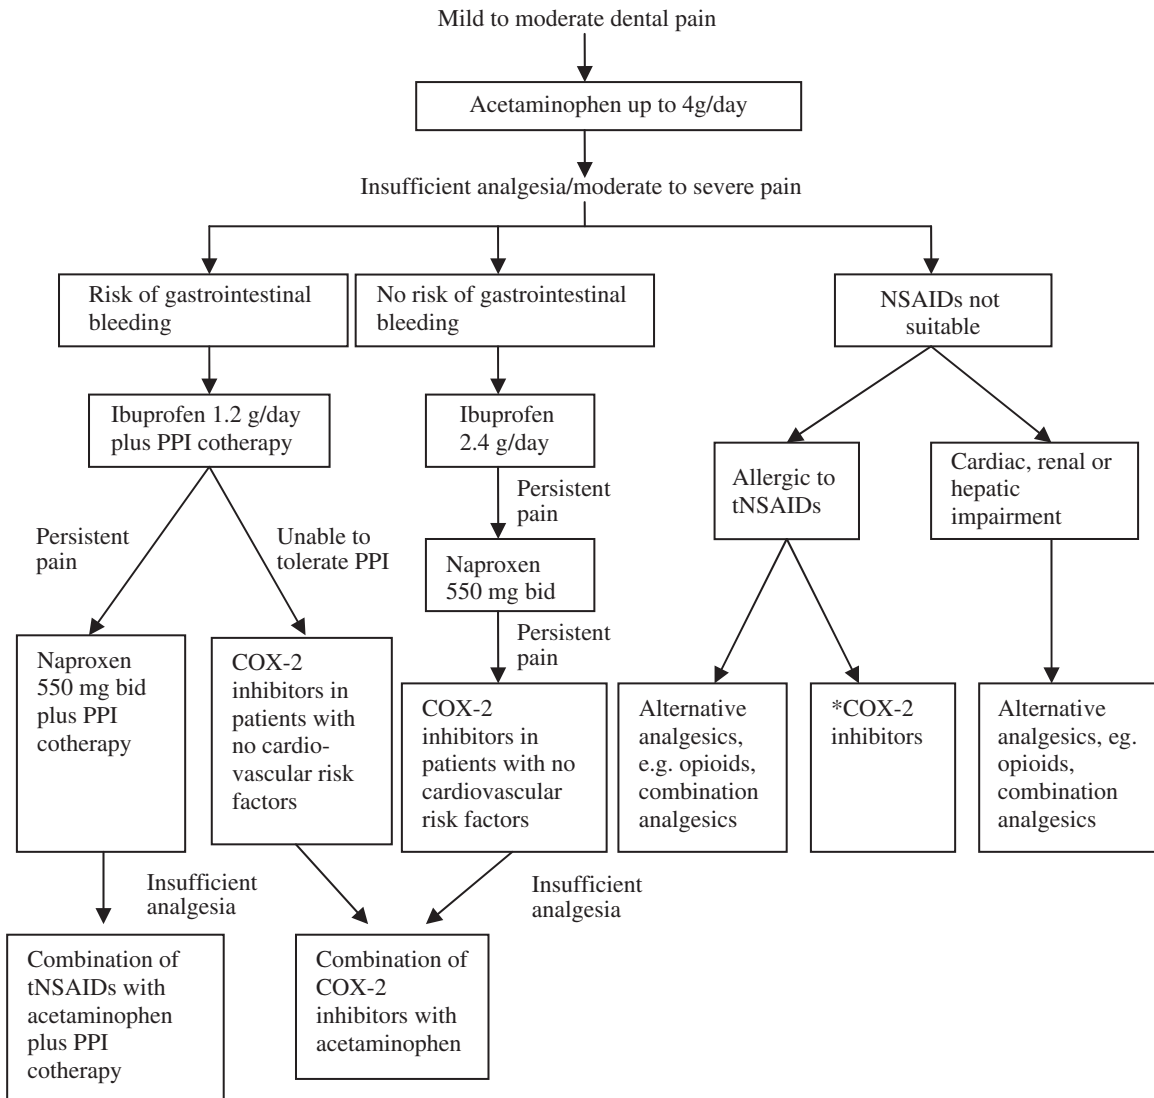 Mild to moderate dental pain
Acetaminophen up to 4g/day
Insufficient analgesia/moderate to severe pain
Risk of gastrointestinal
bleeding
No risk of gastrointestinal
bleeding
NSAIDs not
suitable
Ibuprofen 1.2 g/day
plus PPI cotherapy
Ibuprofen
2.4 g/day
Allergic to
tNSAIDs
Cardiac, renal or
hepatic
impairment
Persistent
pain
Unable to
tolerate PPI
Persistent
pain
Naproxen
550 mg bid
Persistent
pain
Naproxen
550 mg bid
plus PPI
cotherapy
COX-2
inhibitors in
patients with
no cardio-
vascular risk
factors
COX-2
inhibitors in
patients with no
cardiovascular
risk factors
Alternative
analgesics,
e.g. opioids,
combination
analgesics
*COX-2
inhibitors
Alternative
analgesics, eg.
opioids,
combination
analgesics
Insufficient
analgesia
Insufficient
analgesia
Combination of
tNSAIDs with
acetaminophen
plus PPI
cotherapy
Combination of
COX-2
inhibitors with
acetaminophen